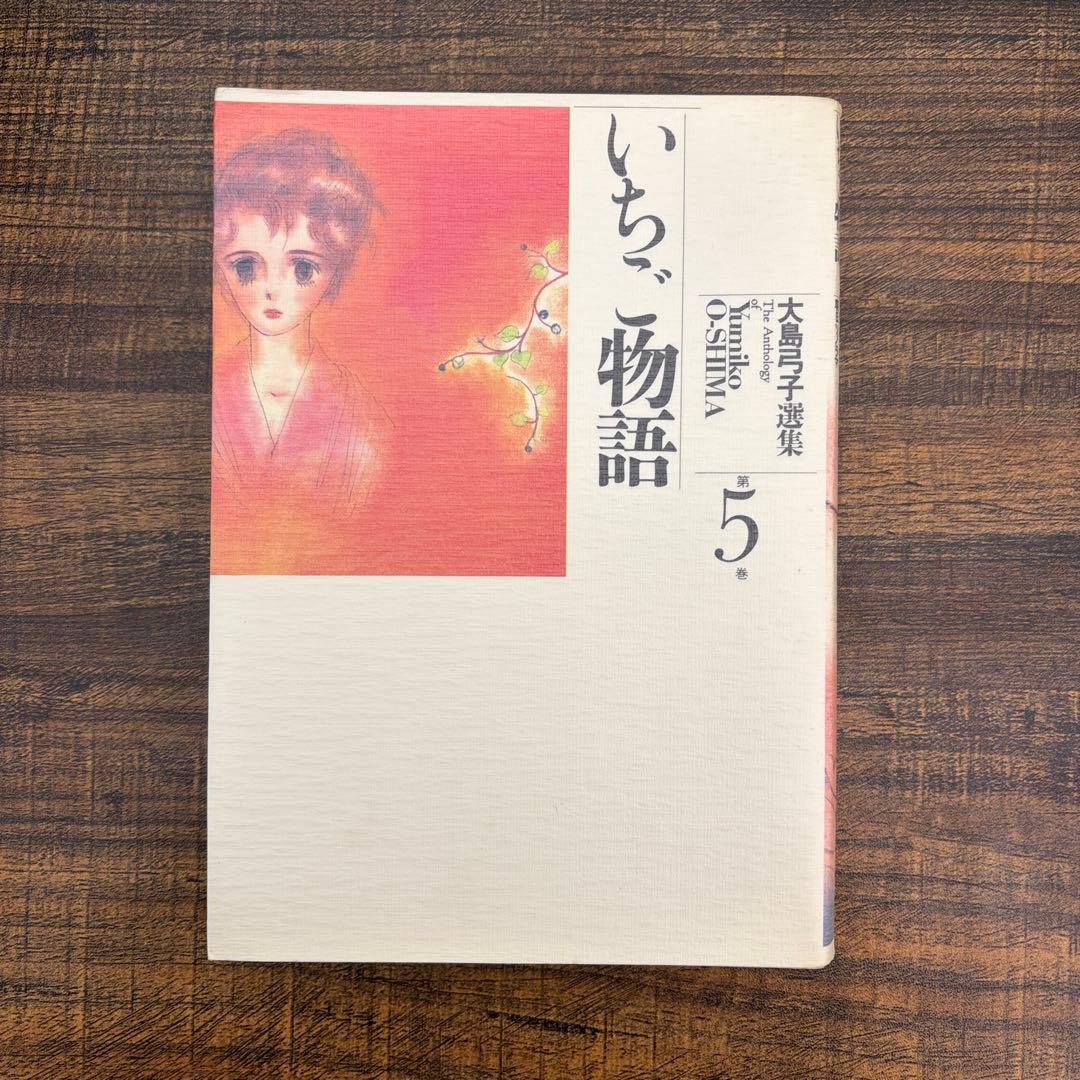 いちご物語
大島弓子選集
The Anthology
of
Yumiko
O-SHIMA
第
5
巻